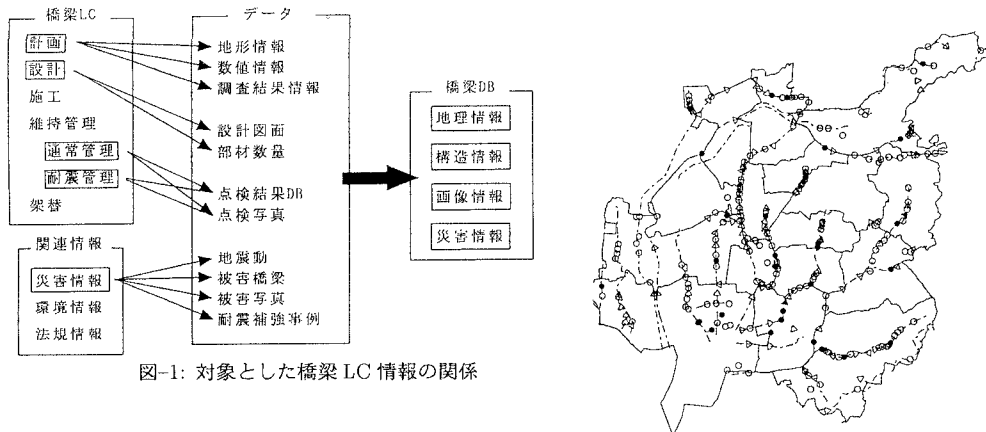 橋梁LC
計画
設計
施工
維持管理
通常管理
耐震管理
架替
関連情報
災害情報
環境情報
法規情報
データ
地形情報
数値情報
調査結果情報
設計図面
部材数量
点検結果DB
点検写真
地震動
被害橋梁
被害写真
耐震補強事例
橋梁DB
地理情報
構造情報
画像情報
災害情報
図-1: 対象とした橋梁 LC 情報の関係